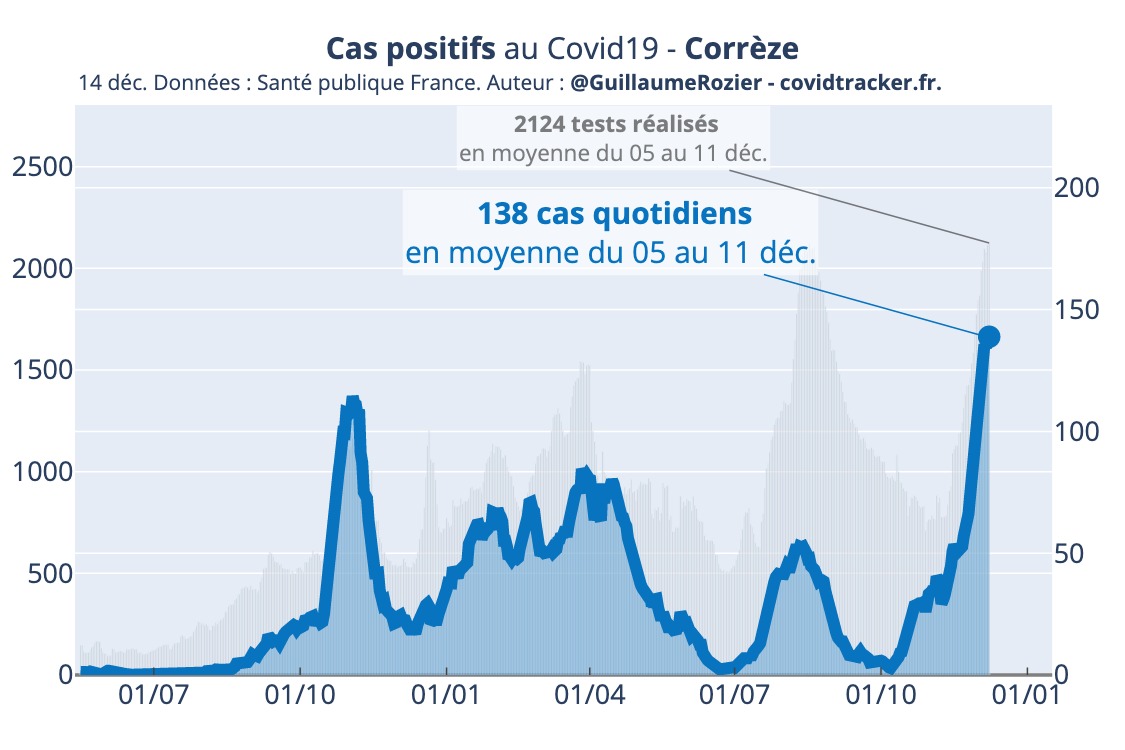 Cas positifs au Covid19 - Corrèze
14 déc. Données : Santé publique France. Auteur : @GuillaumeRozier - covidtracker.fr.
2124 tests réalisés
en moyenne du 05 au 11 déc.
138 cas quotidiens
en moyenne du 05 au 11 déc.
2500
2000
1500
1000
500
0
200
150
100
50
0
01/07 01/10 01/01 01/04 01/07 01/10 01/01